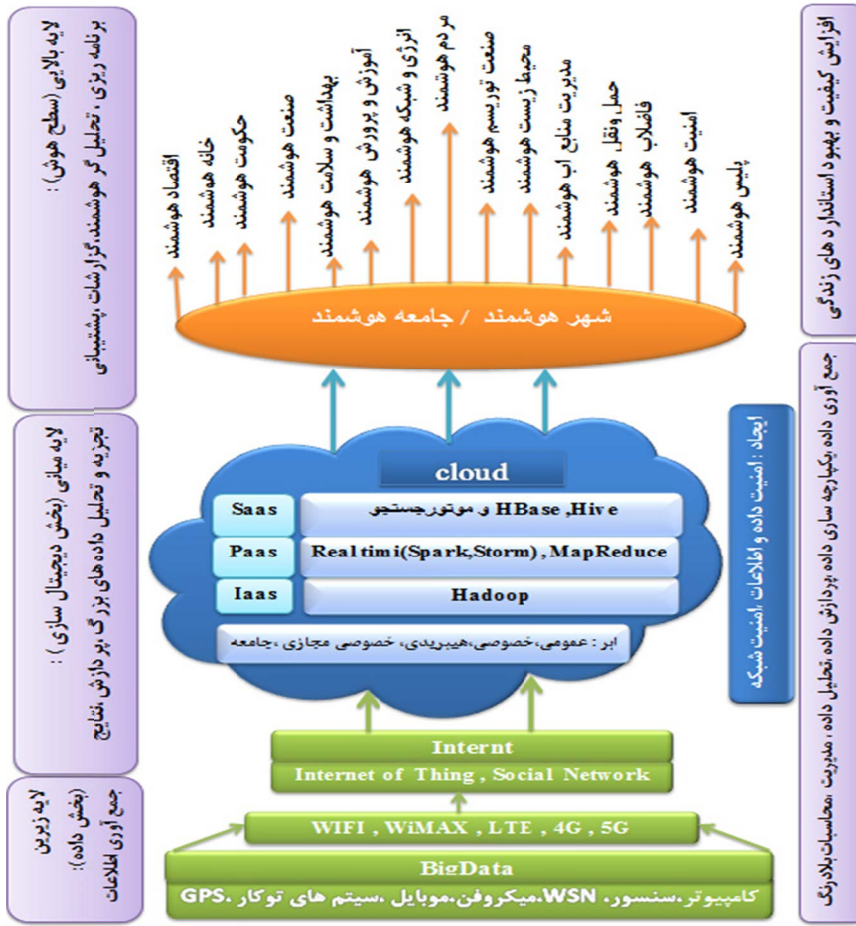 لایه بالایی (سطح هوش) :
برنامه ریزی ، تحلیل گر هوشمند،گزارشات ،پشتیبانی
لایه میانی (بخش دیجیتال سازی ) :
تجزیه و تحلیل داده های بزرگ ،پردازش ،نتایج
لایه زیرین
(بخش داده):
جمع آوری اطلاعات
اقتصاد هوشمند
خانه هوشمند
حکومت هوشمند
صنعت هوشمند
بهداشت و سلامت هوشمند
آموزش و پرورش هوشمند
انرژی و شبکه هوشمند
مردم هوشمند
صنعت توریسم هوشمند
محیط زیست هوشمند
مدیریت منابع اب هوشمند
حمل ونقل هوشمند
فاضلاب هوشمند
امنیت هوشمند
پلیس هوشمند
شهر هوشمند / جامعه هوشمند
cloud
Saas
HBase ,Hive و موتورجستجو
Paas
Realtimi(Spark,Storm) , MapReduce
Iaas
Hadoop
ابر : عمومی،خصوصی،هیبریدی، خصوصی مجازی ،جامعه
Internt
Internet of Thing , Social Network
WIFI , WiMAX , LTE , 4G , 5G
BigData
کامپیوتر،سنسور، WSN،میکروفن،موبایل ،سیتم های توکار ،GPS
افزایش کیفیت و بهبود استاندارد های زندگی
ایجاد : امنیت داده و اطلاعات ،امنیت شبکه
جمع آوری داده ،یکپارچه سازی داده ،پردازش داده ،تحلیل داده ، مدیریت ،محاسبات بلادرنگ